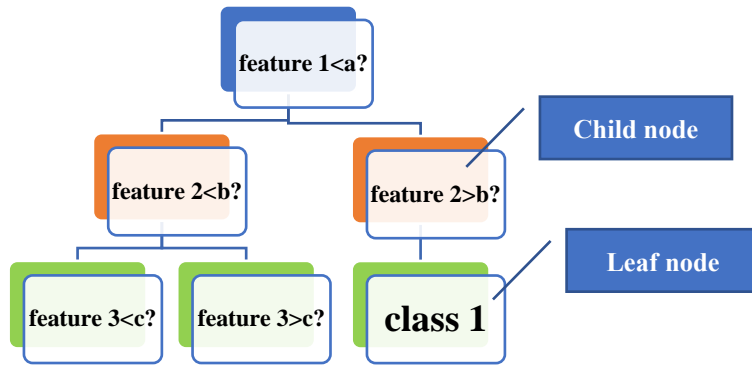 feature 1<a?
Child node
feature 2<b?
feature 2>b?
Leaf node
feature 3<c?
feature 3>c?
class 1